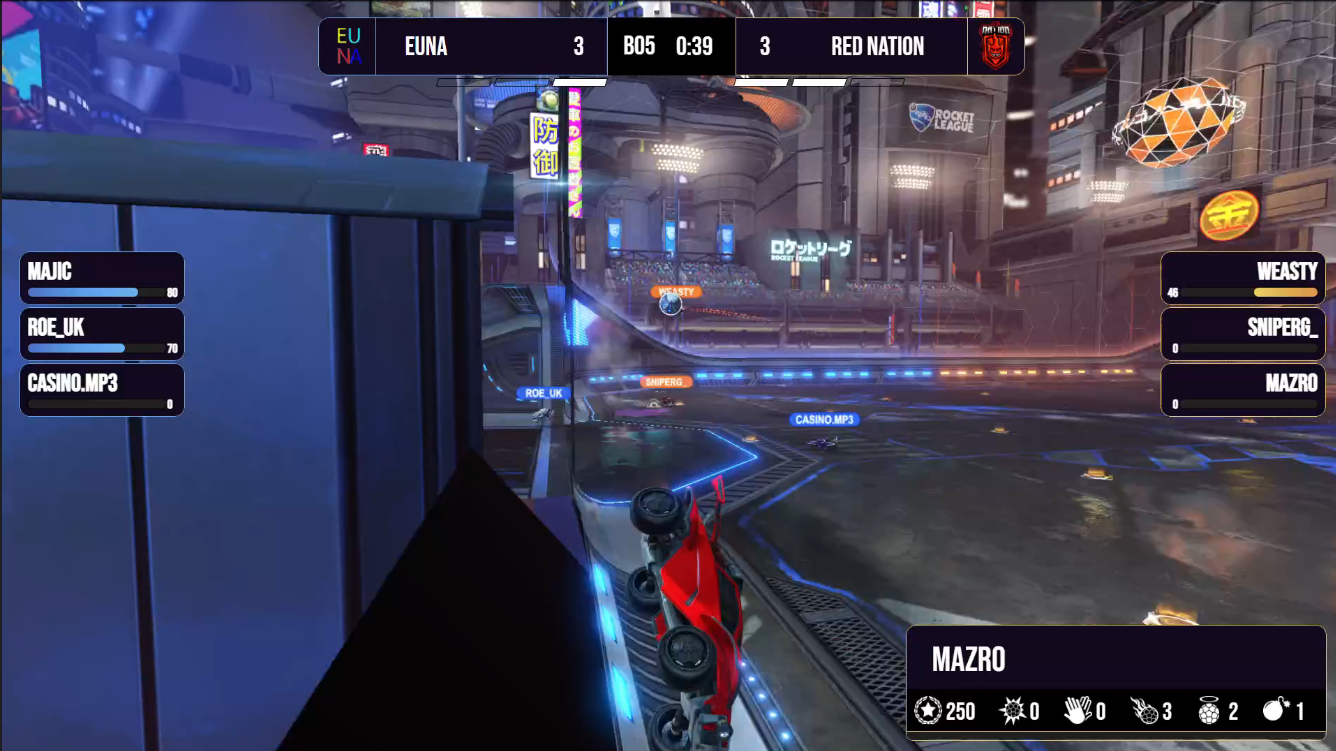 EU
NA
EUNA
3
BO5 0:39
3
RED NATION
防御
ROCKET
LEAGUE
金
ロケットリーグ
ROCKET LEAGUE
MAJIC
80
ROE_UK
70
CASINO.MP3
0
WEASTY
46
SNIPERG_
0
MAZRO
0
WEASTY
SNIPERG
ROE_UK
CASINO.MP3
MAZRO
250 0 0 3 2 1